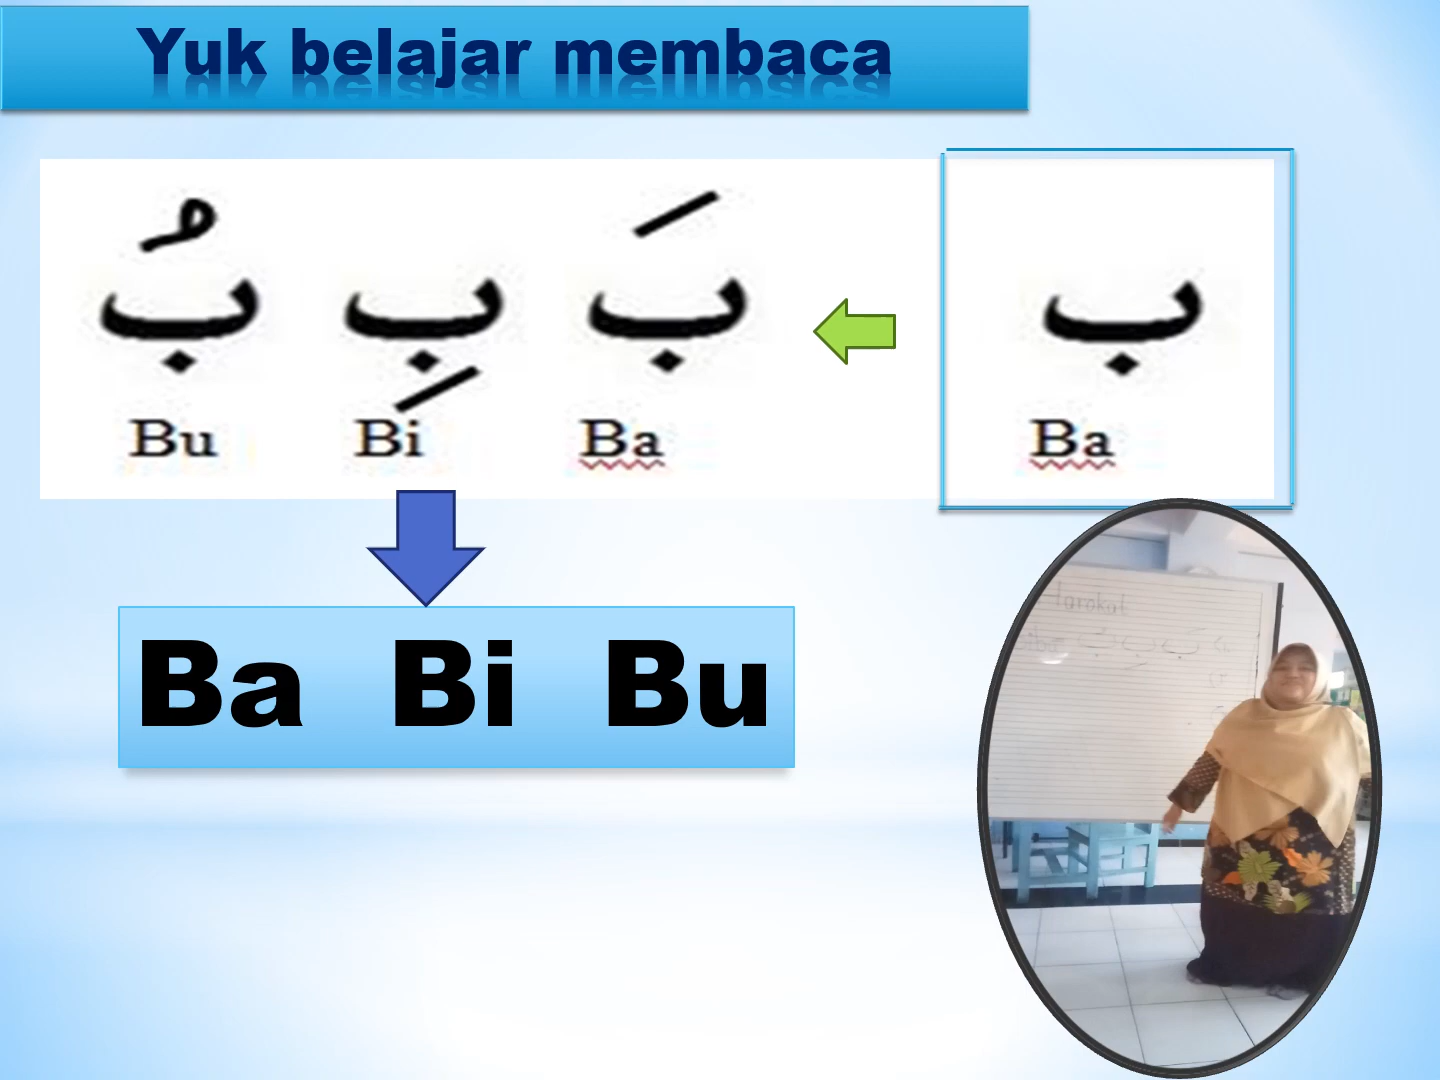 Yuk belajar membaca
بُ بِ بَ ب
Bu Bi Ba Ba
Ba Bi Bu